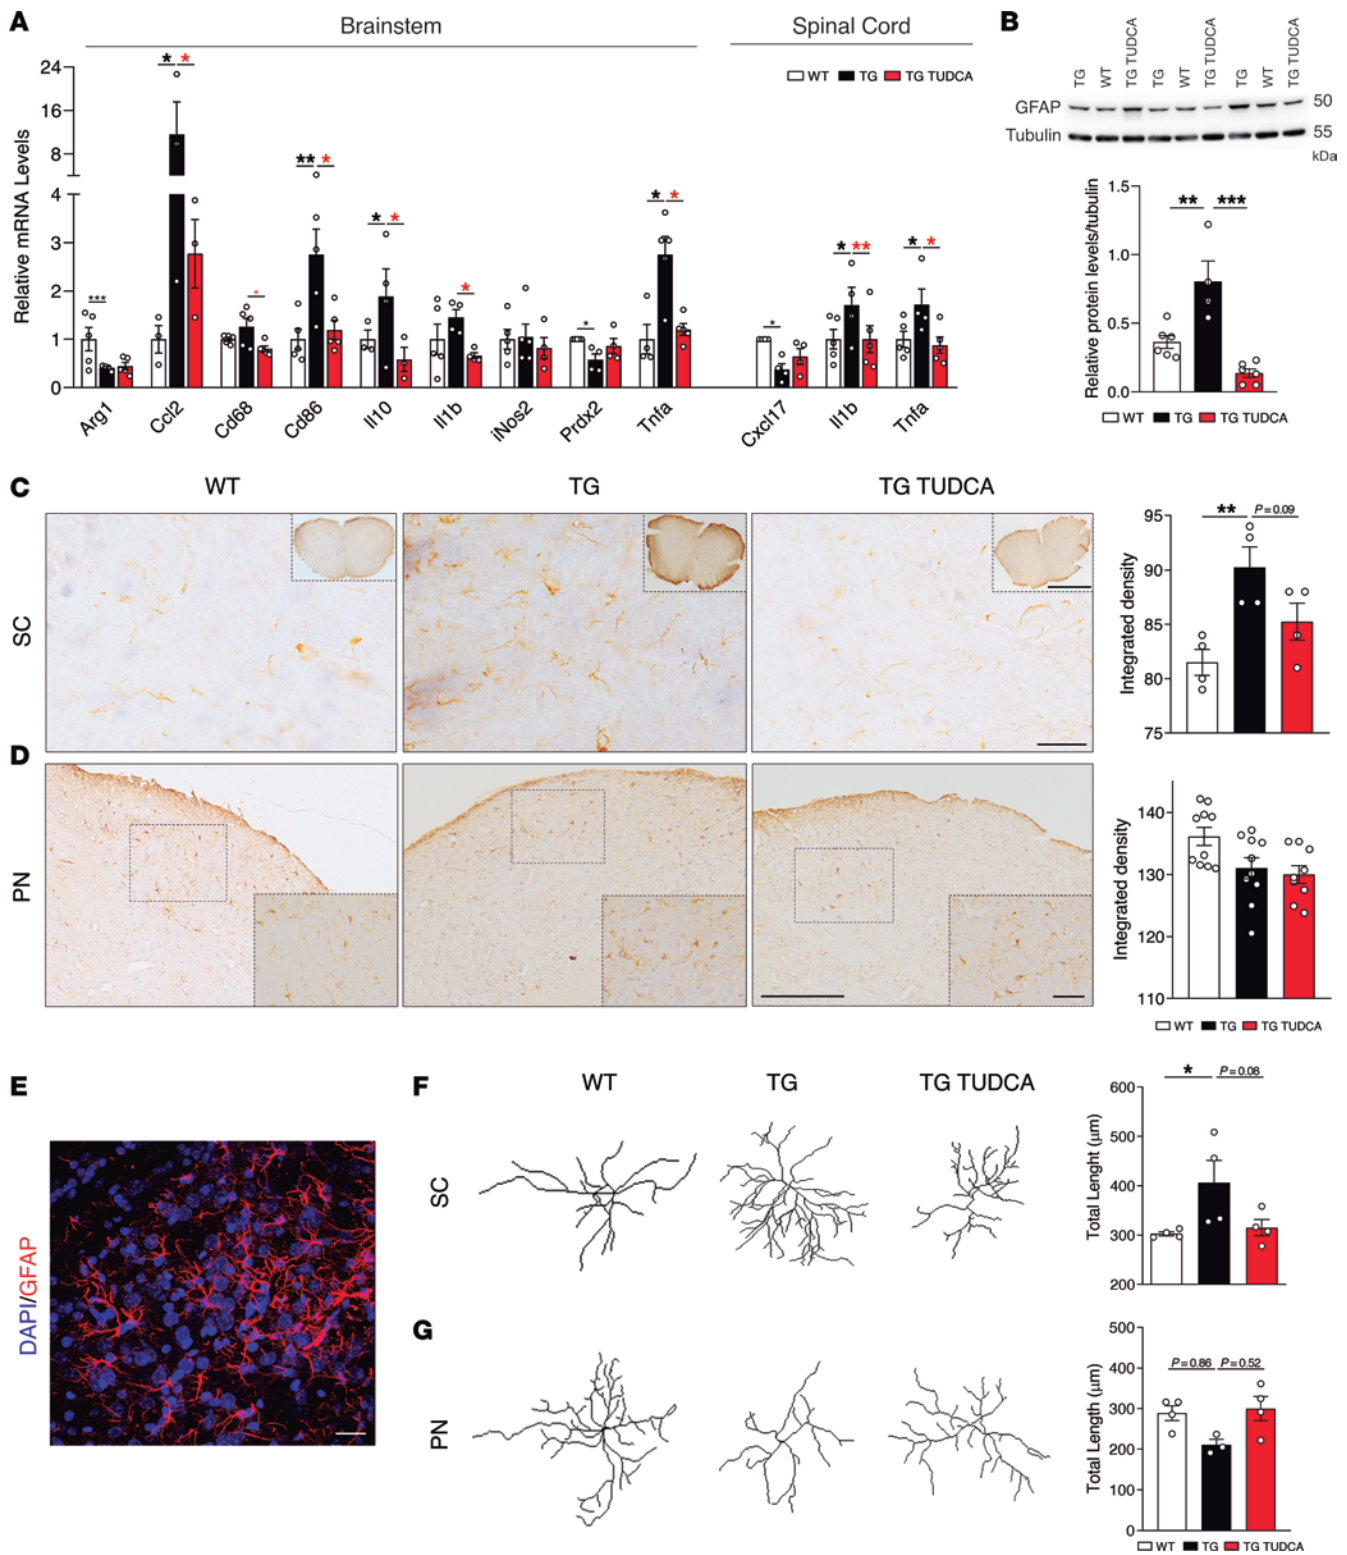 A
Brainstem
Spinal Cord
WT TG TG TUDCA
Relative mRNA Levels
24
16
8
4
3
2
1
0
* *
***
*
** *
* *
*
*
* *
*
* **
* *
Arg1 Ccl2 Cd68 Cd86 Il10 Il1b iNos2 Prdx2 Tnfa Cxcl17 Il1b Tnfa
B
TG WT TG TUDCA TG WT TG TUDCA TG WT TG TUDCA
GFAP 50
Tubulin 55
kDa
Relative protein levels/tubulin
1.5
1.0
0.5
0.0
** ***
WT TG TG TUDCA
C
WT TG TG TUDCA
SC
Integrated density
95
90
85
80
75
** P = 0.09
D
PN
Integrated density
140
130
120
110
WT TG TG TUDCA
E
DAPI/GFAP
F
WT TG TG TUDCA
SC
Total Lenght (μm)
600
500
400
300
200
* P = 0.08
G
PN
Total Length (μm)
500
400
300
200
100
0
P = 0.86 P = 0.52
WT TG TG TUDCA